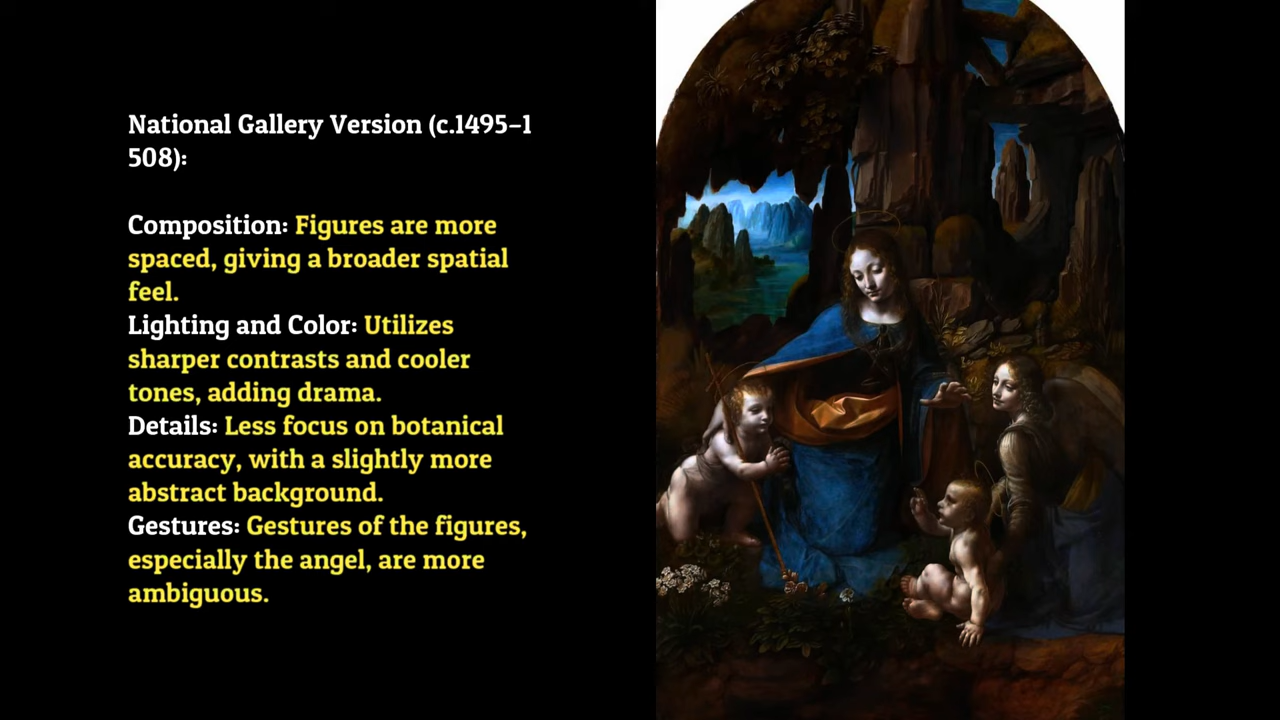 National Gallery Version (c.1495–1
508):
Composition: Figures are more
spaced, giving a broader spatial
feel.
Lighting and Color: Utilizes
sharper contrasts and cooler
tones, adding drama.
Details: Less focus on botanical
accuracy, with a slightly more
abstract background.
Gestures: Gestures of the figures,
especially the angel, are more
ambiguous.